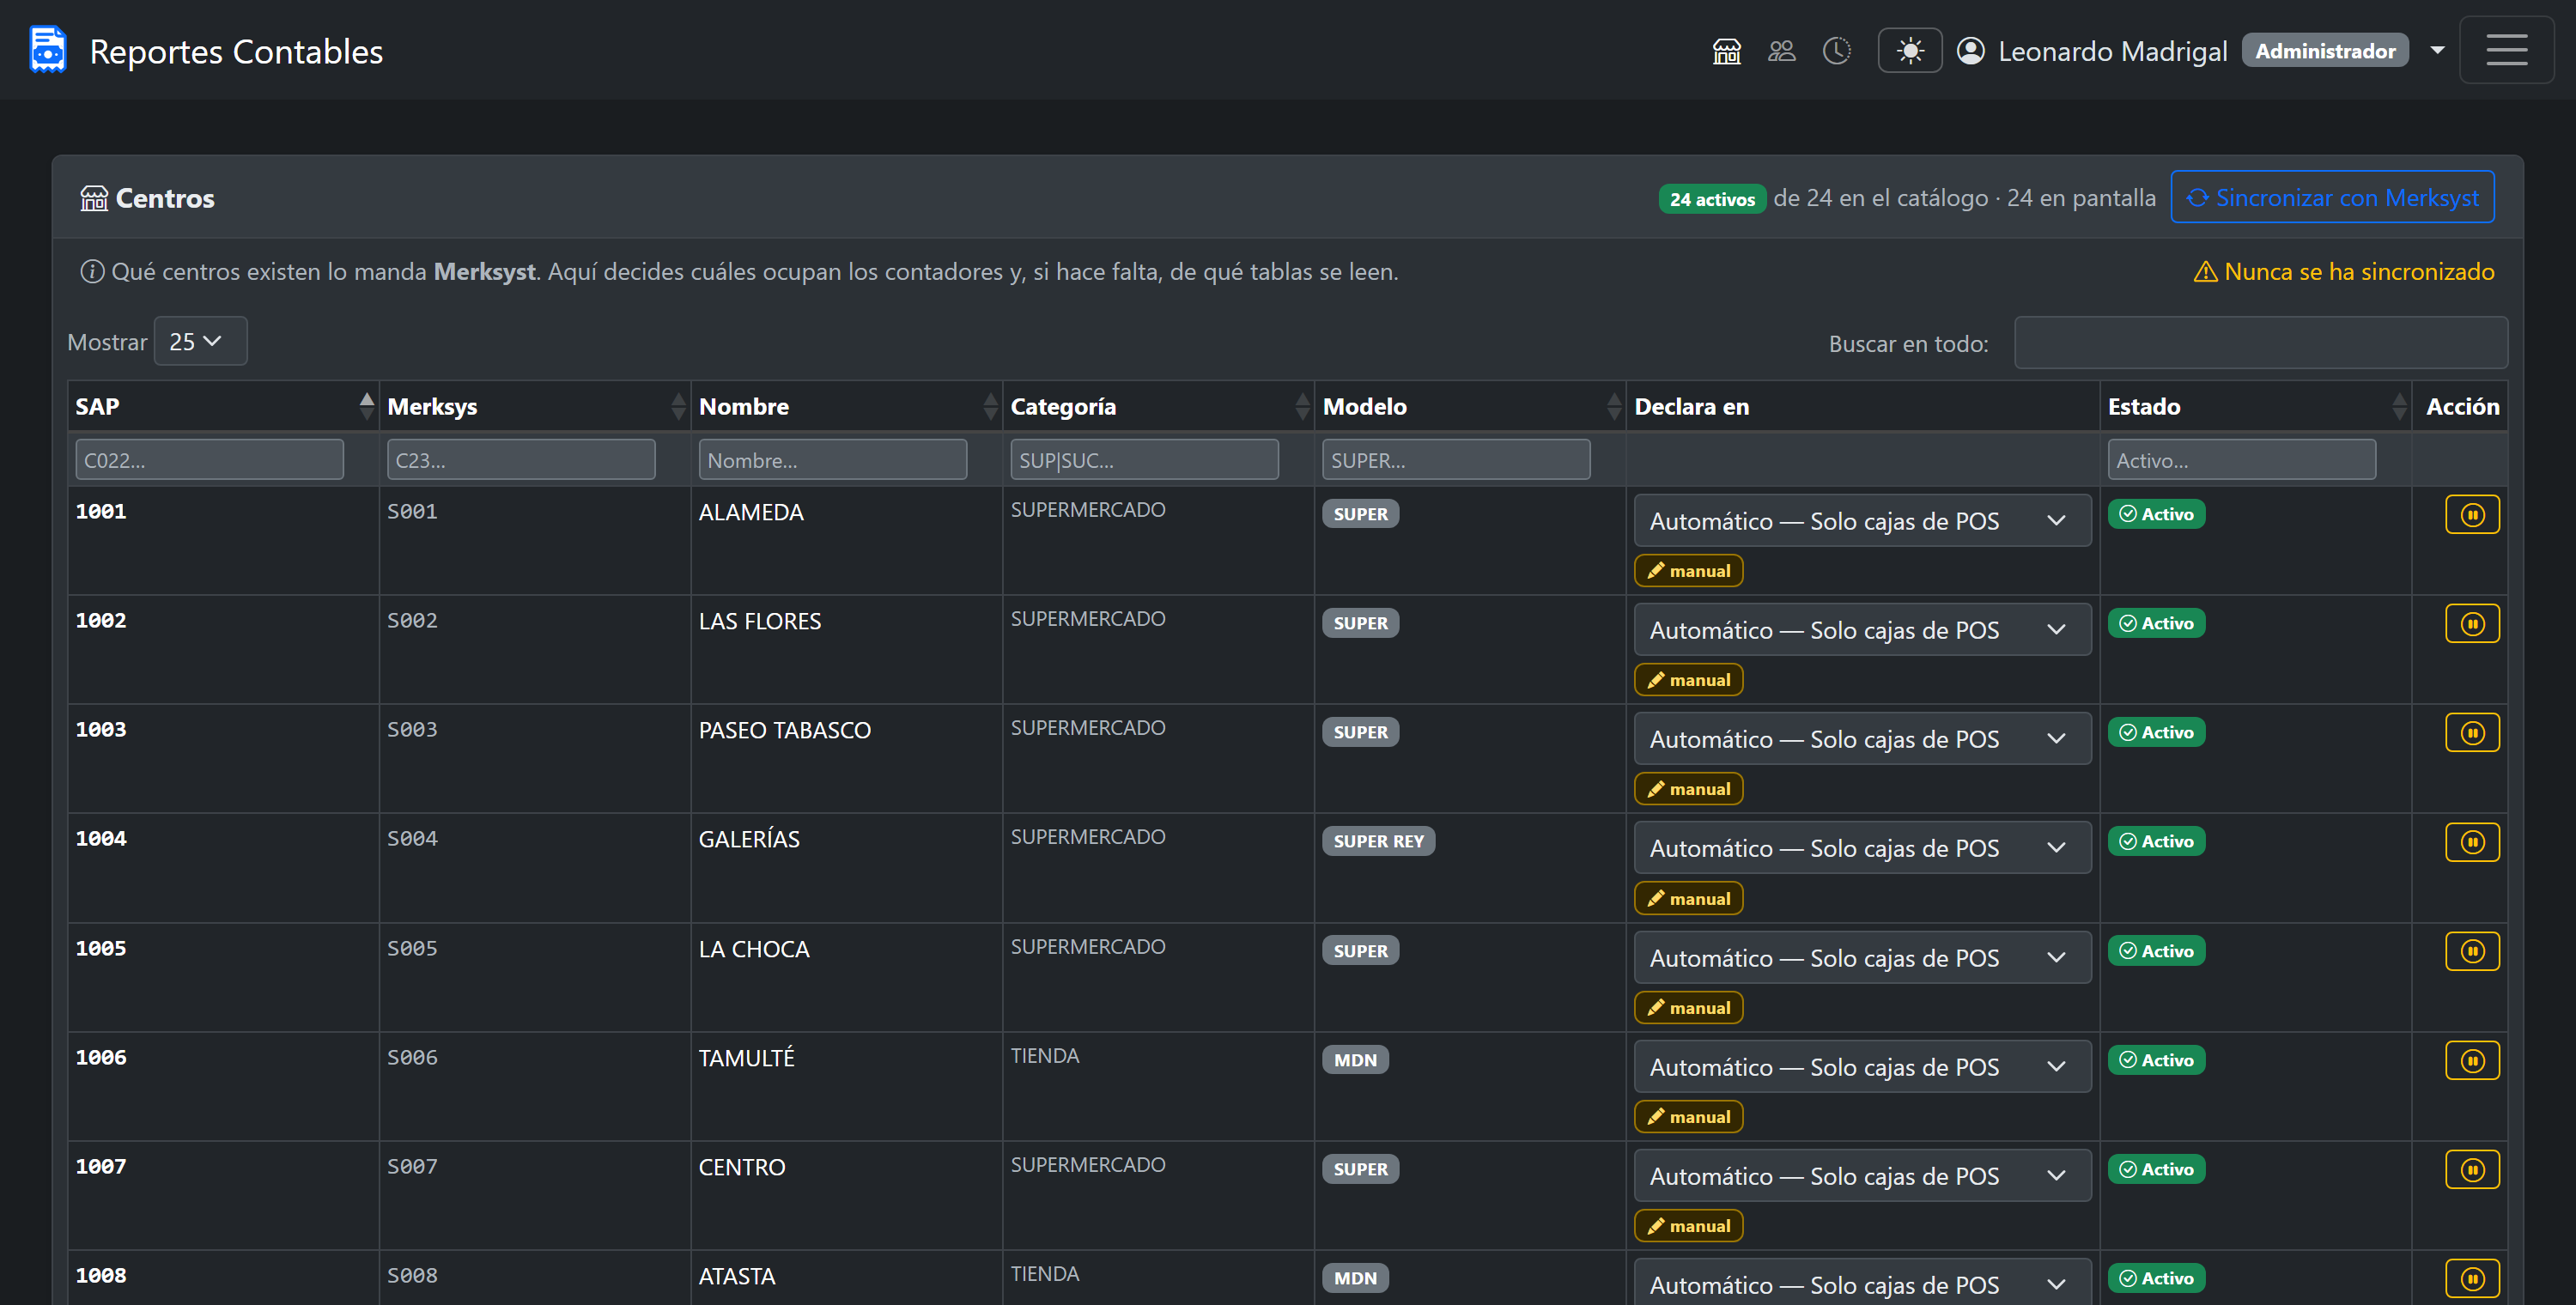 Reportes Contables
Leonardo Madrigal Administrador
Centros
24 activos de 24 en el catálogo · 24 en pantalla Sincronizar con Merksyst
Qué centros existen lo manda Merksyst. Aquí decides cuáles ocupan los contadores y, si hace falta, de qué tablas se leen.
Nunca se ha sincronizado
Mostrar 25
Buscar en todo:
SAP Merksys Nombre Categoría Modelo Declara en Estado Acción
C022... C23... Nombre... SUP|SUC... SUPER... Activo...
1001 S001 ALAMEDA SUPERMERCADO SUPER Automático — Solo cajas de POS Activo
manual
1002 S002 LAS FLORES SUPERMERCADO SUPER Automático — Solo cajas de POS Activo
manual
1003 S003 PASEO TABASCO SUPERMERCADO SUPER Automático — Solo cajas de POS Activo
manual
1004 S004 GALERÍAS SUPERMERCADO SUPER REY Automático — Solo cajas de POS Activo
manual
1005 S005 LA CHOCA SUPERMERCADO SUPER Automático — Solo cajas de POS Activo
manual
1006 S006 TAMULTÉ TIENDA MDN Automático — Solo cajas de POS Activo
manual
1007 S007 CENTRO SUPERMERCADO SUPER Automático — Solo cajas de POS Activo
manual
1008 S008 ATASTA TIENDA MDN Automático — Solo cajas de POS Activo